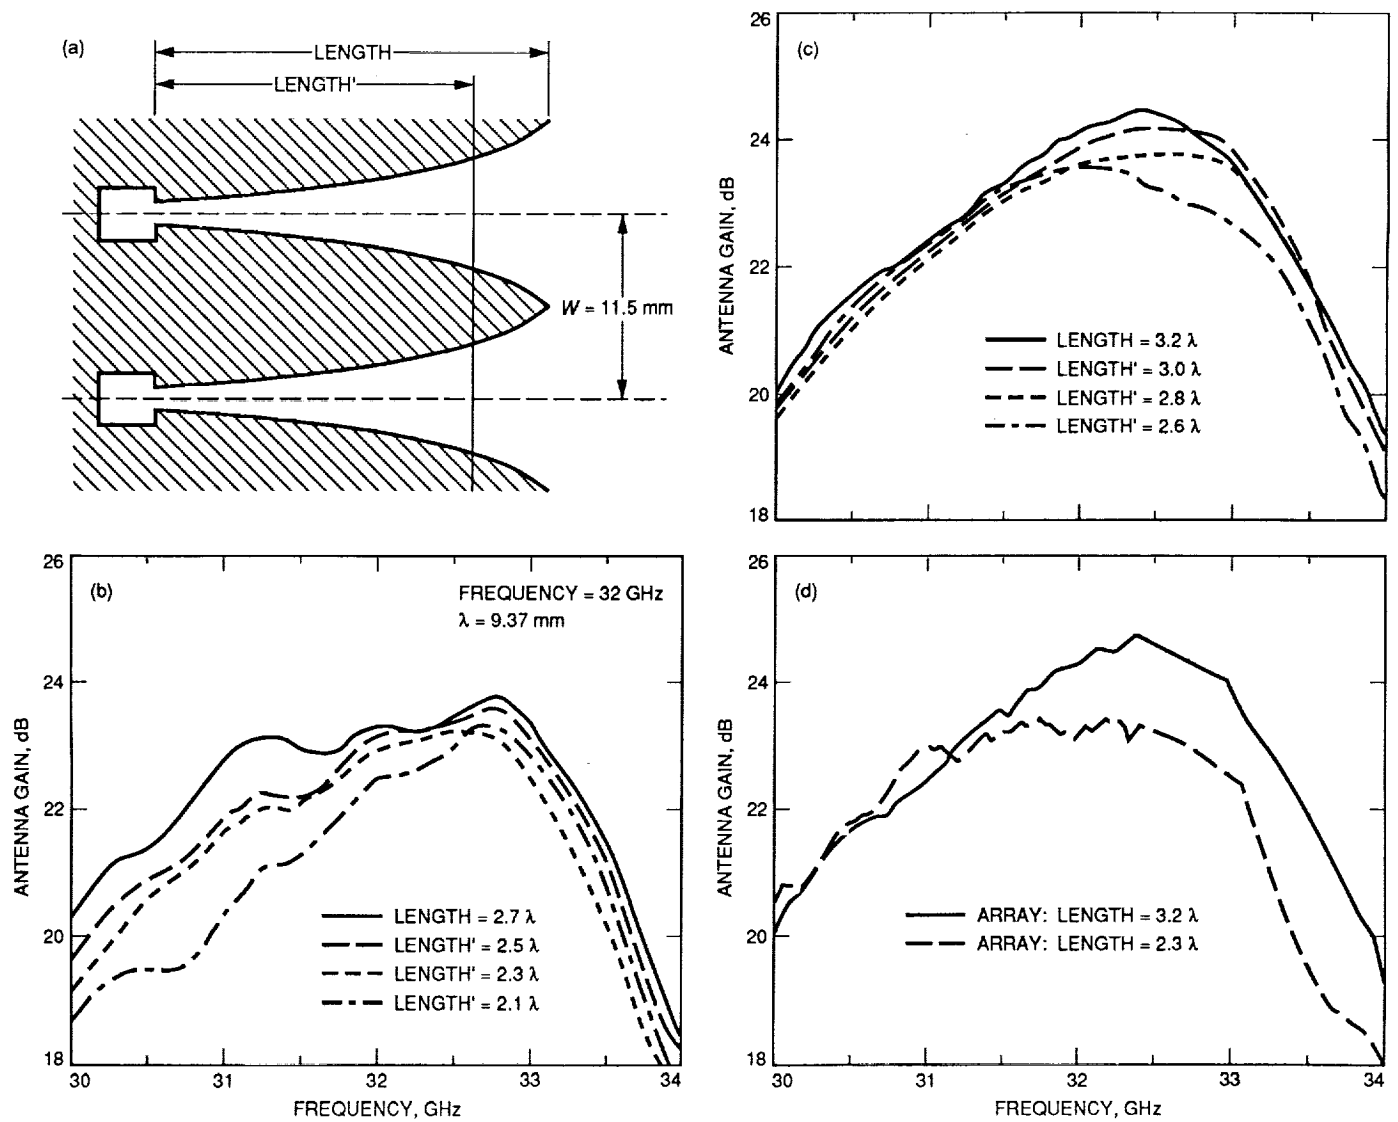 (a)
LENGTH
LENGTH'
W = 11.5 mm
(c)
26
24
22
20
18
ANTENNA GAIN, dB
LENGTH = 3.2 λ
LENGTH' = 3.0 λ
LENGTH' = 2.8 λ
LENGTH' = 2.6 λ
(b)
FREQUENCY = 32 GHz
λ = 9.37 mm
26
24
22
20
18
ANTENNA GAIN, dB
LENGTH = 2.7 λ
LENGTH' = 2.5 λ
LENGTH' = 2.3 λ
LENGTH' = 2.1 λ
30 31 32 33 34
FREQUENCY, GHz
(d)
26
24
22
20
18
ANTENNA GAIN, dB
ARRAY: LENGTH = 3.2 λ
ARRAY: LENGTH = 2.3 λ
30 31 32 33 34
FREQUENCY, GHz